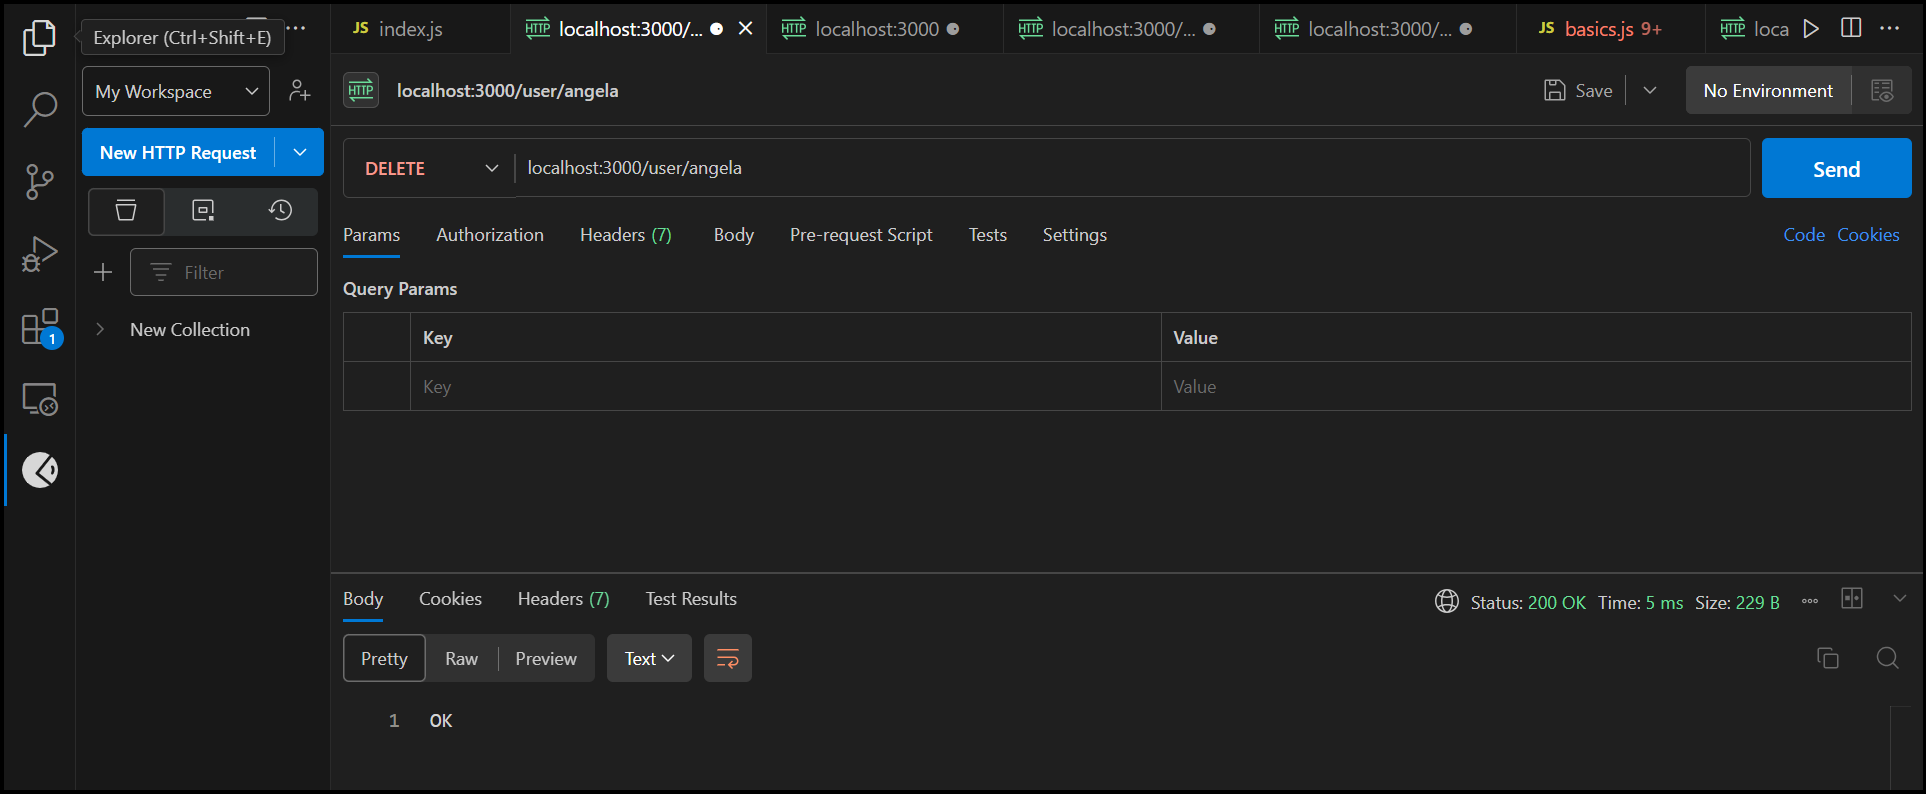 Explorer (Ctrl+Shift+E)
JS index.js
HTTP localhost:3000/...
HTTP localhost:3000
HTTP localhost:3000/...
HTTP localhost:3000/...
JS basics.js 9+
HTTP loca
My Workspace
HTTP localhost:3000/user/angela
Save
No Environment
New HTTP Request
DELETE
localhost:3000/user/angela
Send
Params Authorization Headers (7) Body Pre-request Script Tests Settings
Code Cookies
Filter
Query Params
1
New Collection
Key Value
Key Value
Body Cookies Headers (7) Test Results
Status: 200 OK Time: 5 ms Size: 229 B
Pretty Raw Preview Text
1 OK